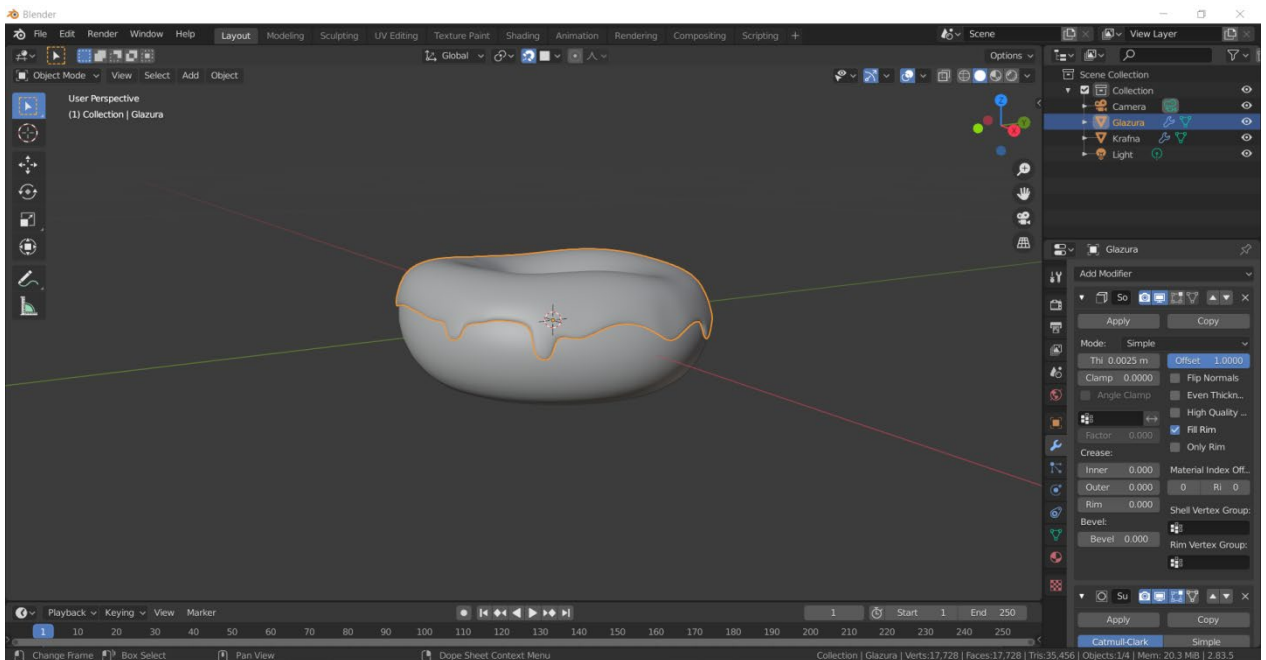 Blender
File Edit Render Window Help Layout Modeling Sculpting UV Editing Texture Paint Shading Animation Rendering Compositing Scripting + Scene View Layer
Global Options
Object Mode View Select Add Object
User Perspective
(1) Collection | Glazura
Z
Y
X
Scene Collection
Collection
Camera
Glazura
Krafna
Light
Glazura
Add Modifier
So
Apply Copy
Mode: Simple
Thi 0.0025 m Offset 1.0000
Clamp 0.0000 Flip Normals
Angle Clamp Even Thickn...
High Quality ...
Factor 0.000 Fill Rim
Crease: Only Rim
Inner 0.000 Material Index Off...
Outer 0.000 0 Ri 0
Rim 0.000 Shell Vertex Group:
Bevel:
Bevel 0.000 Rim Vertex Group:
Su
Apply Copy
Catmull-Clark Simple
Playback Keying View Marker 1 Start 1 End 250
1 10 20 30 40 50 60 70 80 90 100 110 120 130 140 150 160 170 180 190 200 210 220 230 240 250
Change Frame Box Select Pan View Dope Sheet Context Menu Collection | Glazura | Verts:17,728 | Faces:17,728 | Tris:35,456 | Objects:1/4 | Mem: 20.3 MiB | 2.83.5